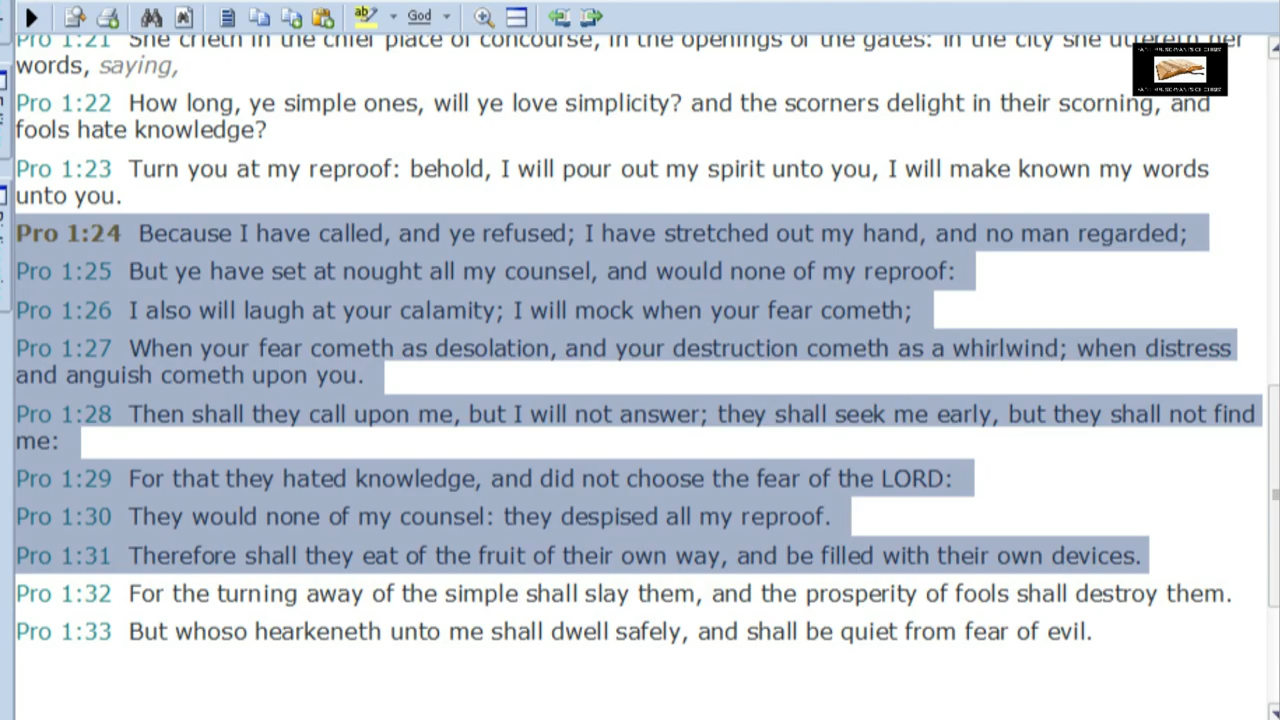 God
Pro 1:21 She crieth in the chief place of concourse, in the openings of the gates: in the city she uttereth her
words, saying,
Pro 1:22 How long, ye simple ones, will ye love simplicity? and the scorners delight in their scorning, and
fools hate knowledge?
Pro 1:23 Turn you at my reproof: behold, I will pour out my spirit unto you, I will make known my words
unto you.
Pro 1:24 Because I have called, and ye refused; I have stretched out my hand, and no man regarded;
Pro 1:25 But ye have set at nought all my counsel, and would none of my reproof:
Pro 1:26 I also will laugh at your calamity; I will mock when your fear cometh;
Pro 1:27 When your fear cometh as desolation, and your destruction cometh as a whirlwind; when distress
and anguish cometh upon you.
Pro 1:28 Then shall they call upon me, but I will not answer; they shall seek me early, but they shall not find
me:
Pro 1:29 For that they hated knowledge, and did not choose the fear of the LORD:
Pro 1:30 They would none of my counsel: they despised all my reproof.
Pro 1:31 Therefore shall they eat of the fruit of their own way, and be filled with their own devices.
Pro 1:32 For the turning away of the simple shall slay them, and the prosperity of fools shall destroy them.
Pro 1:33 But whoso hearkeneth unto me shall dwell safely, and shall be quiet from fear of evil.